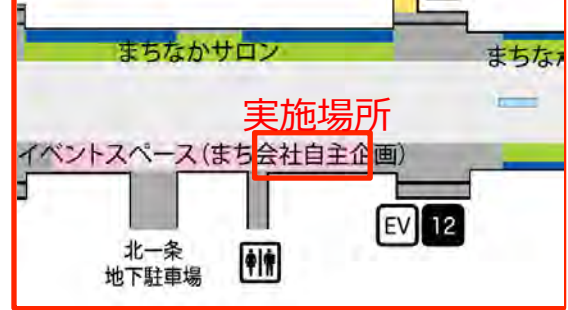 まちなかサロン
まちな
実施場所
イベントスペース(まち会社自主企画)
EV 12
北一条
地下駐車場